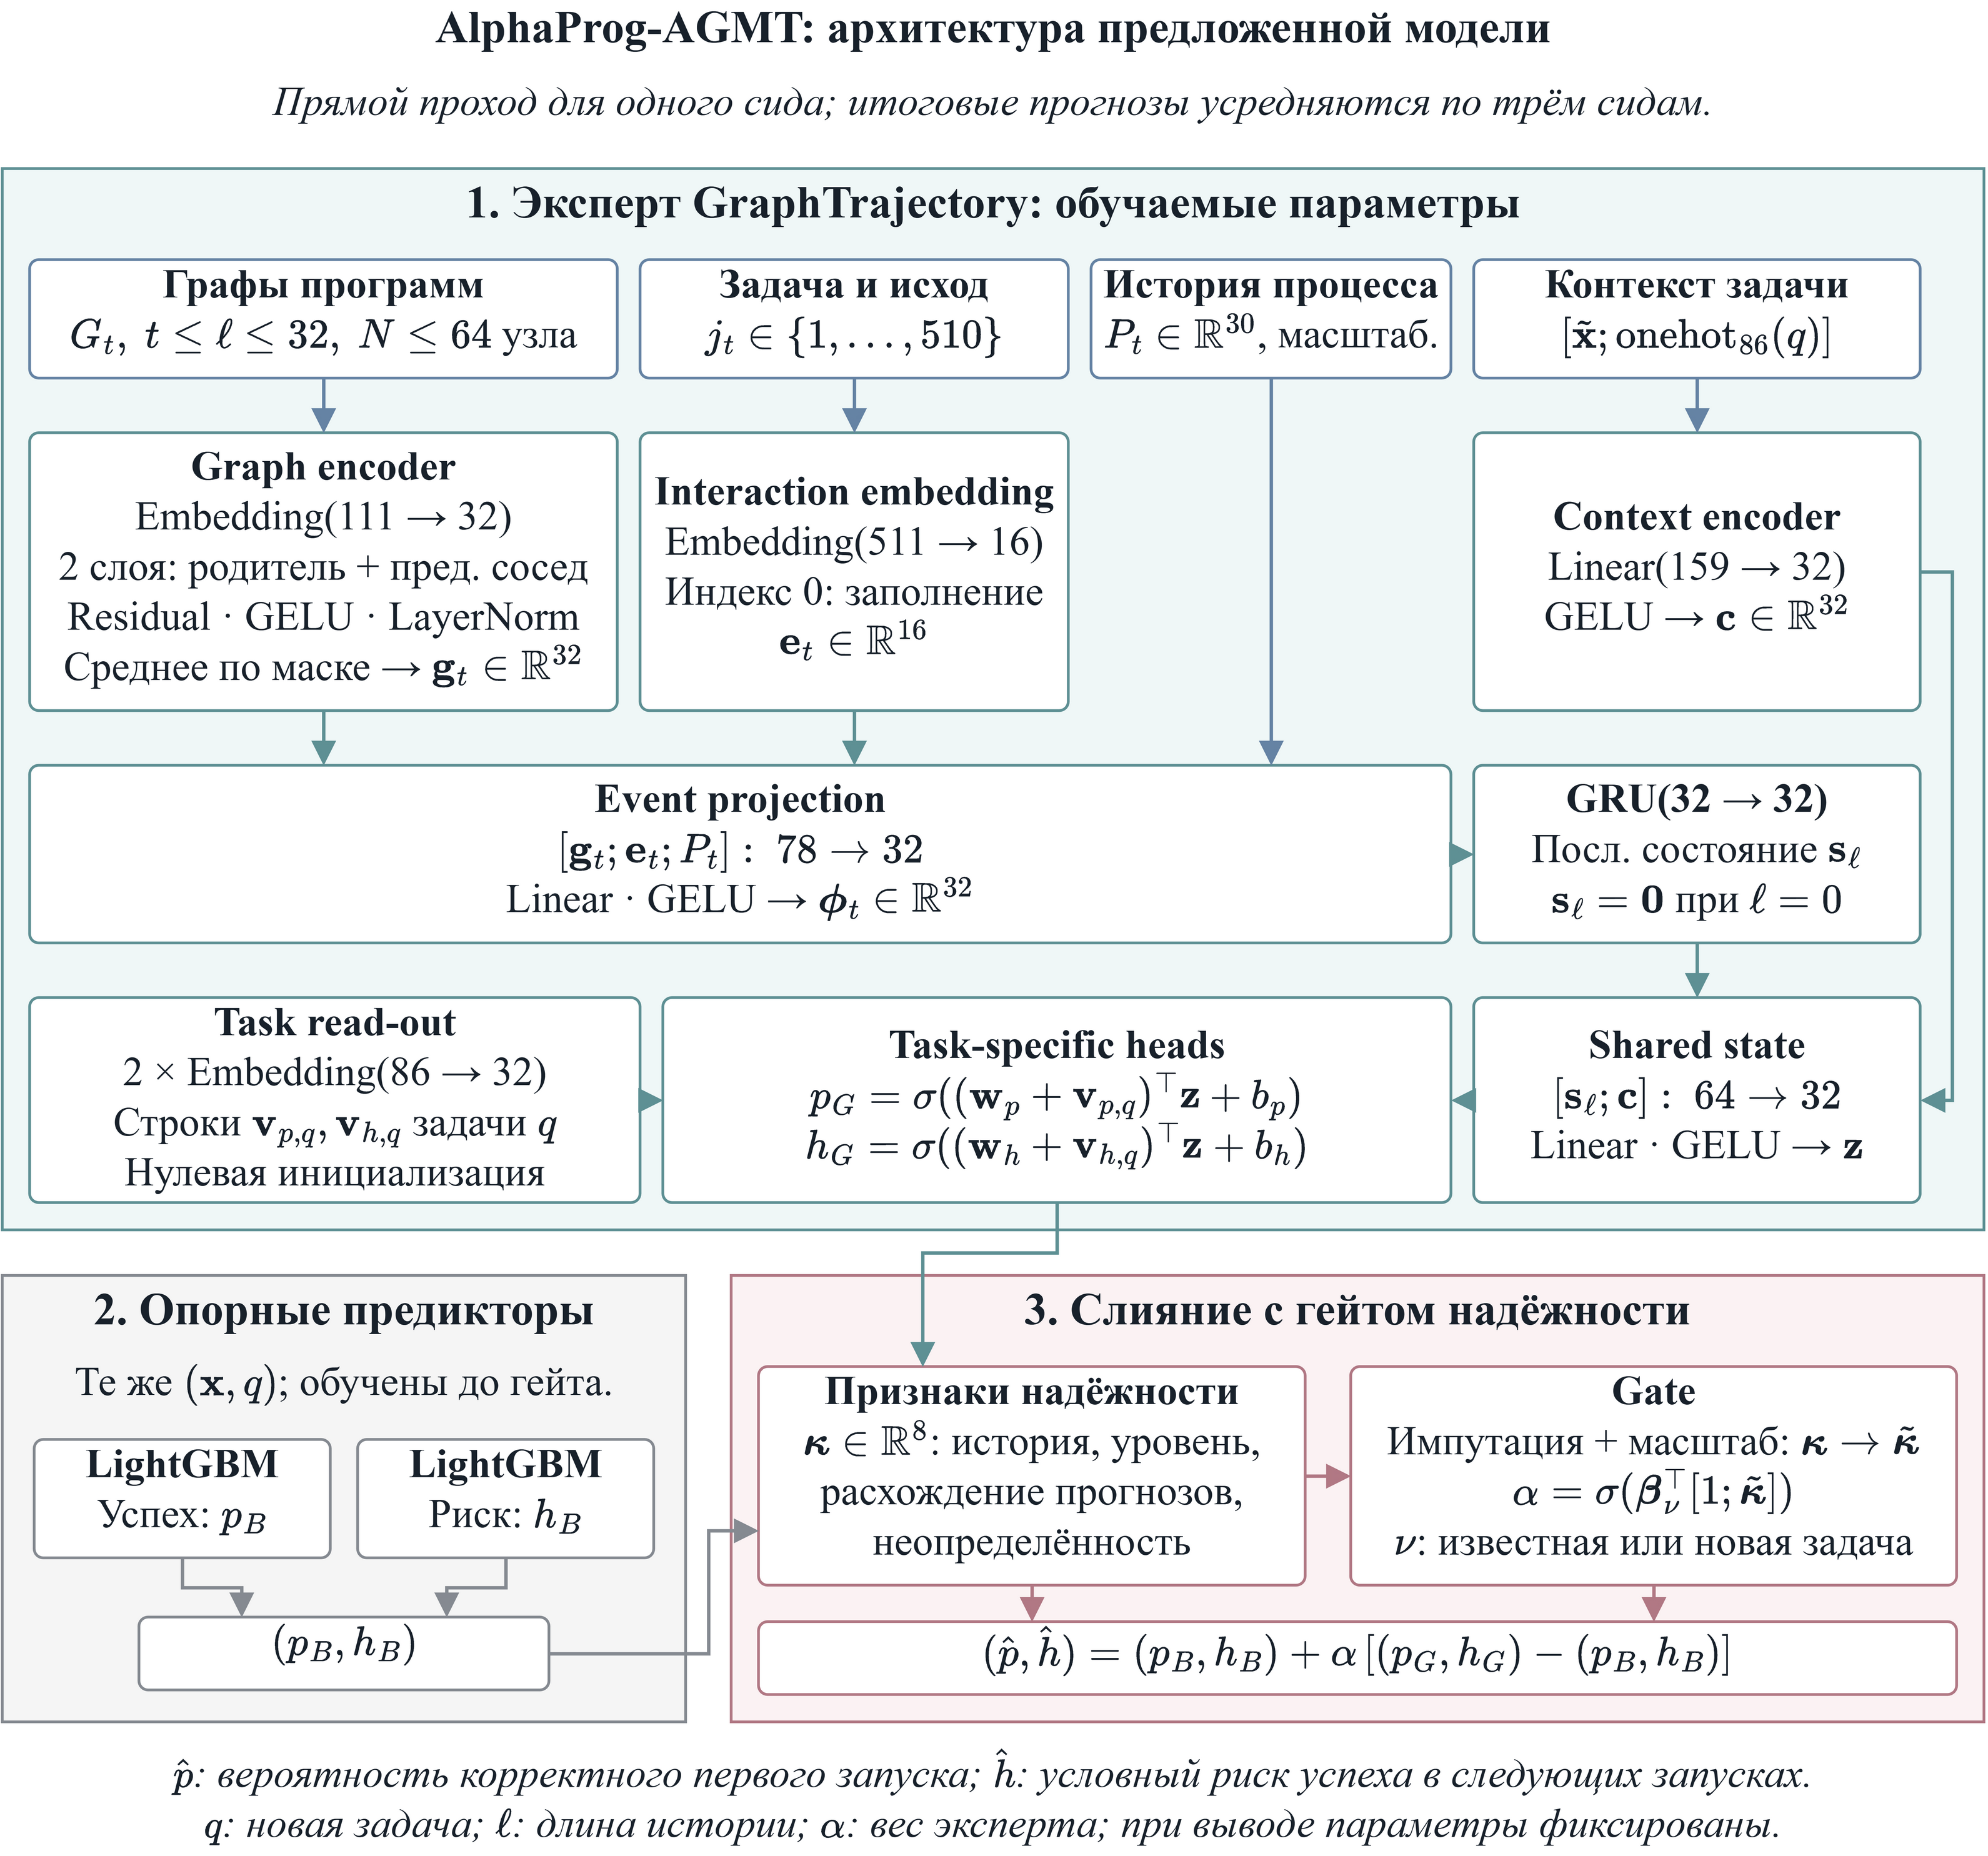 AlphaProg-AGMT: архитектура предложенной модели
Прямой проход для одного сида; итоговые прогнозы усредняются по трём сидам.
1. Эксперт GraphTrajectory: обучаемые параметры
Графы программ
G_t, t ≤ ℓ ≤ 32, N ≤ 64 узла
Задача и исход
j_t ∈ {1, . . . , 510}
История процесса
P_t ∈ ℝ^30, масштаб.
Контекст задачи
[x̃; onehot_86(q)]
Graph encoder
Embedding(111 → 32)
2 слоя: родитель + пред. сосед
Residual · GELU · LayerNorm
Среднее по маске → g_t ∈ ℝ^32
Interaction embedding
Embedding(511 → 16)
Индекс 0: заполнение
e_t ∈ ℝ^16
Context encoder
Linear(159 → 32)
GELU → c ∈ ℝ^32
Event projection
[g_t; e_t; P_t] : 78 → 32
Linear · GELU → ϕ_t ∈ ℝ^32
GRU(32 → 32)
Посл. состояние s_ℓ
s_ℓ = 0 при ℓ = 0
Task read-out
2 × Embedding(86 → 32)
Строки v_{p,q}, v_{h,q} задачи q
Нулевая инициализация
Task-specific heads
p_G = σ((w_p + v_{p,q})^⊤ z + b_p)
h_G = σ((w_h + v_{h,q})^⊤ z + b_h)
Shared state
[s_ℓ; c] : 64 → 32
Linear · GELU → z
2. Опорные предикторы
Те же (x, q); обучены до гейта.
LightGBM
Успех: p_B
LightGBM
Риск: h_B
(p_B, h_B)
3. Слияние с гейтом надёжности
Признаки надёжности
κ ∈ ℝ^8: история, уровень,
расхождение прогнозов,
неопределённость
Gate
Импутация + масштаб: κ → κ̃
α = σ(β_ν^⊤[1; κ̃])
ν: известная или новая задача
(p̂, ĥ) = (p_B, h_B) + α [(p_G, h_G) − (p_B, h_B)]
p̂: вероятность корректного первого запуска; ĥ: условный риск успеха в следующих запусках.
q: новая задача; ℓ: длина истории; α: вес эксперта; при выводе параметры фиксированы.